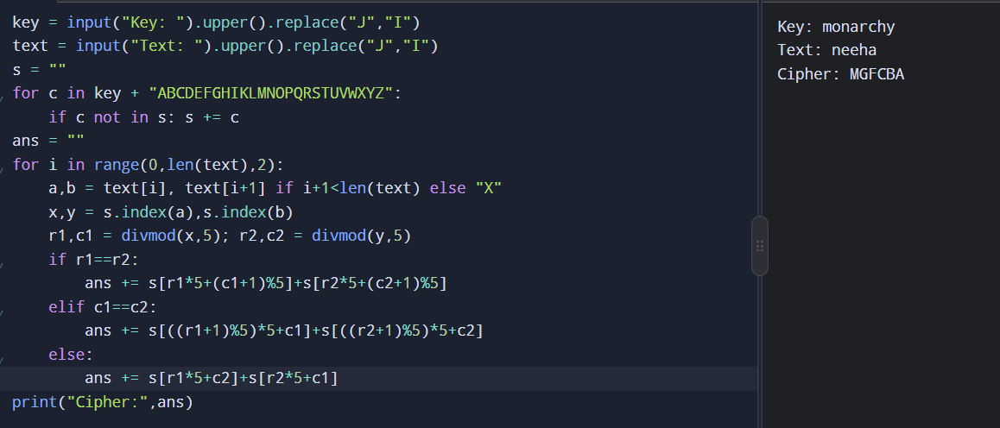 key = input("Key: ").upper().replace("J","I")
text = input("Text: ").upper().replace("J","I")
s = ""
for c in key + "ABCDEFGHIKLMNOPQRSTUVWXYZ":
    if c not in s: s += c
ans = ""
for i in range(0,len(text),2):
    a,b = text[i], text[i+1] if i+1<len(text) else "X"
    x,y = s.index(a),s.index(b)
    r1,c1 = divmod(x,5); r2,c2 = divmod(y,5)
    if r1==r2:
        ans += s[r1*5+(c1+1)%5]+s[r2*5+(c2+1)%5]
    elif c1==c2:
        ans += s[((r1+1)%5)*5+c1]+s[((r2+1)%5)*5+c2]
    else:
        ans += s[r1*5+c2]+s[r2*5+c1]
print("Cipher:",ans)
Key: monarchy
Text: neeha
Cipher: MGFCBA